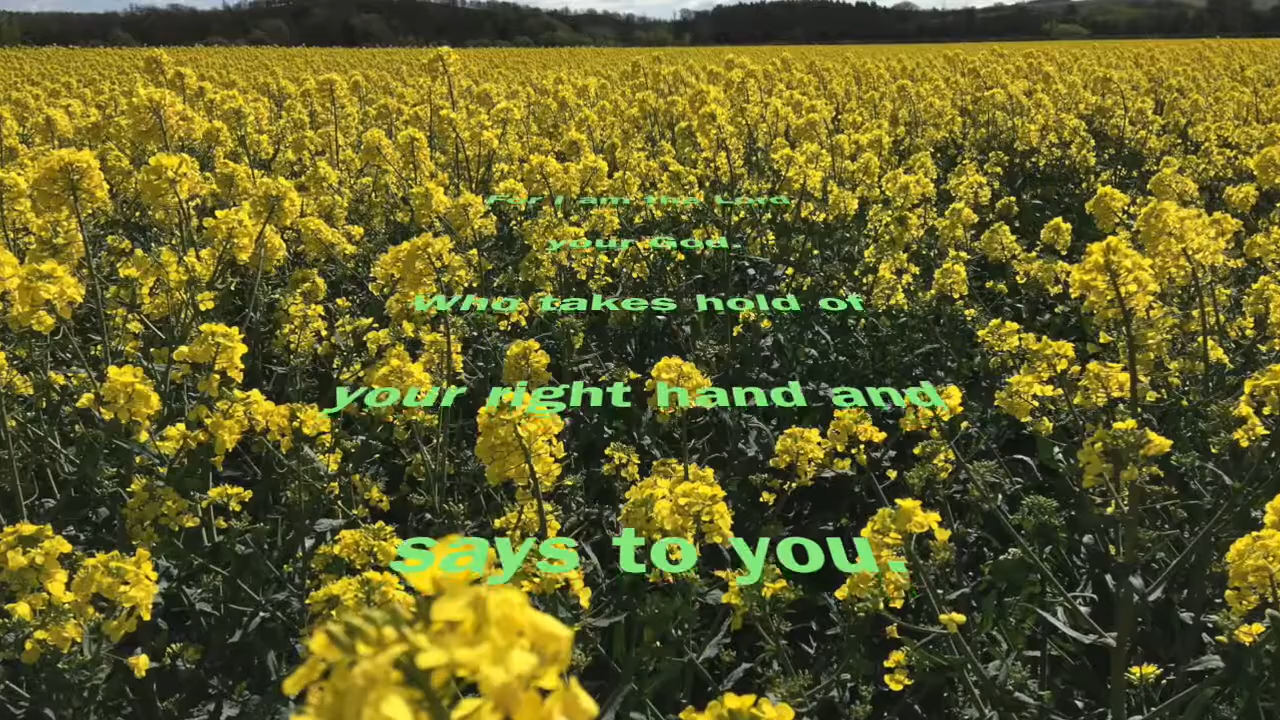 For I am the Lord
your God.
Who takes hold of
your right hand and
says to you.